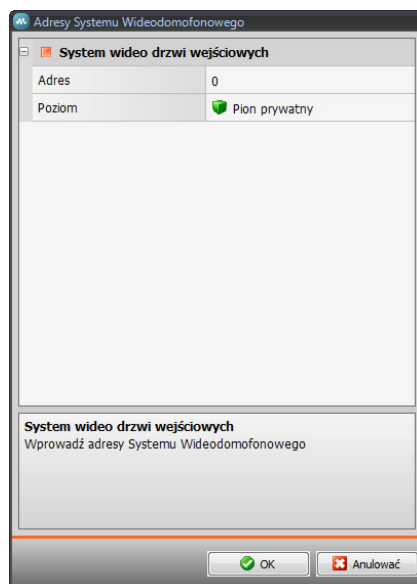 Adresy Systemu Wideodomofonowego
System wideo drzwi wejściowych
Adres 0
Poziom Pion prywatny
System wideo drzwi wejściowych
Wprowadź adresy Systemu Wideodomofonowego
OK Anulować